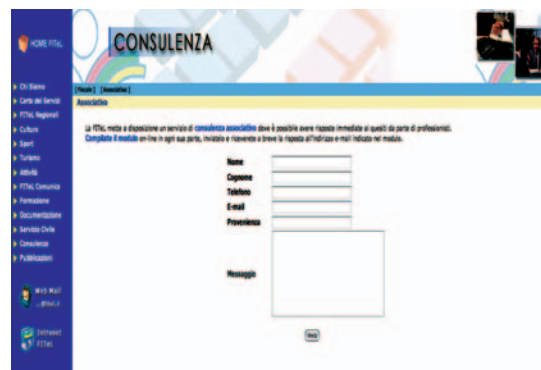 HOME FITeL
CONSULENZA
Chi Siamo
Carta dei Servizi
FITeL Regionali
Cultura
Sport
Turismo
Attività
FITeL Comunica
Formazione
Documentazione
Servizio Civile
Consulenza
Pubblicazioni
Web Mail
Intranet
FITeL
[Fiscale] [Associativa]
Associativa
La FITeL mette a disposizione un servizio di consulenza associativa dove è possibile avere risposte immediate ai quesiti da parte di professionisti.
Compilate il modulo on-line in ogni sua parte, inviatelo e riceverete a breve la risposta all'indirizzo e-mail indicato nel modulo.
Nome
Cognome
Telefono
E-mail
Provenienza
Messaggio